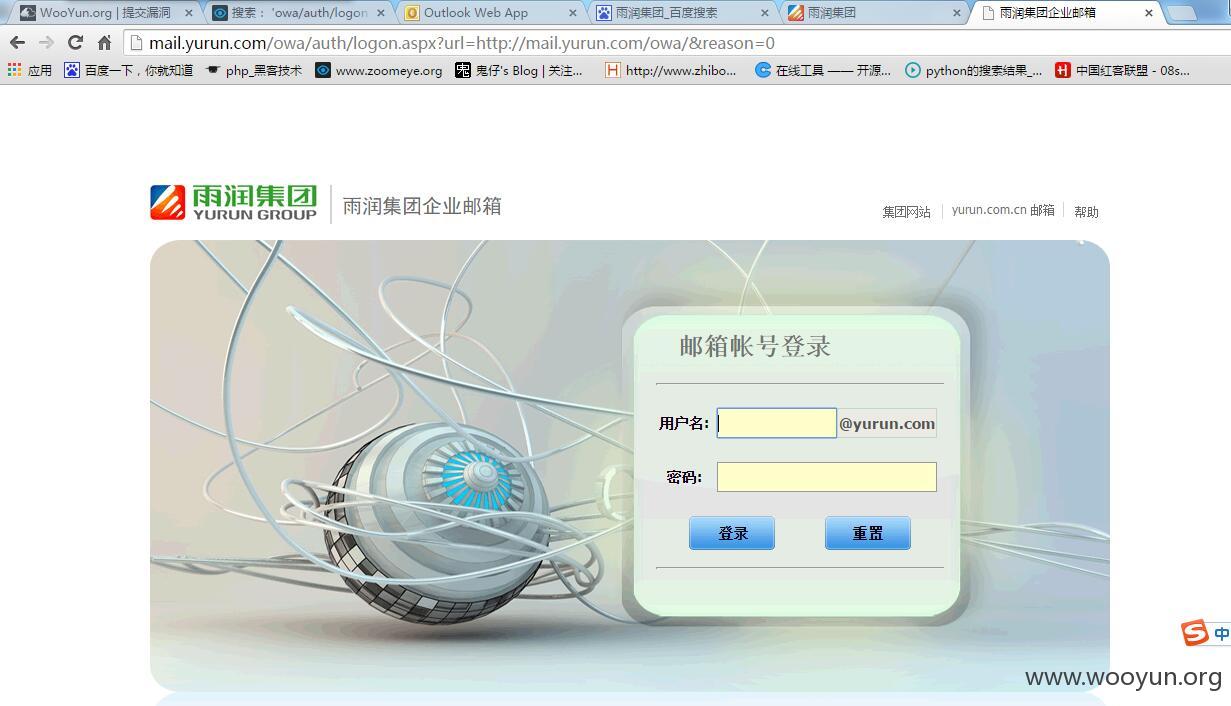 WooYun.org | 提交漏洞
搜索： 'owa/auth/logon
Outlook Web App
雨润集团_百度搜索
雨润集团
雨润集团企业邮箱
mail.yurun.com/owa/auth/logon.aspx?url=http://mail.yurun.com/owa/&reason=0
应用
百度一下，你就知道
php_黑客技术
www.zoomeye.org
鬼仔's Blog | 关注...
http://www.zhibo...
在线工具 —— 开源...
python的搜索结果_...
中国红客联盟 - 08s...
雨润集团
YURUN GROUP
雨润集团企业邮箱
集团网站
yurun.com.cn 邮箱
帮助
邮箱帐号登录
用户名:
@yurun.com
密码:
登录
重置
中
www.wooyun.org